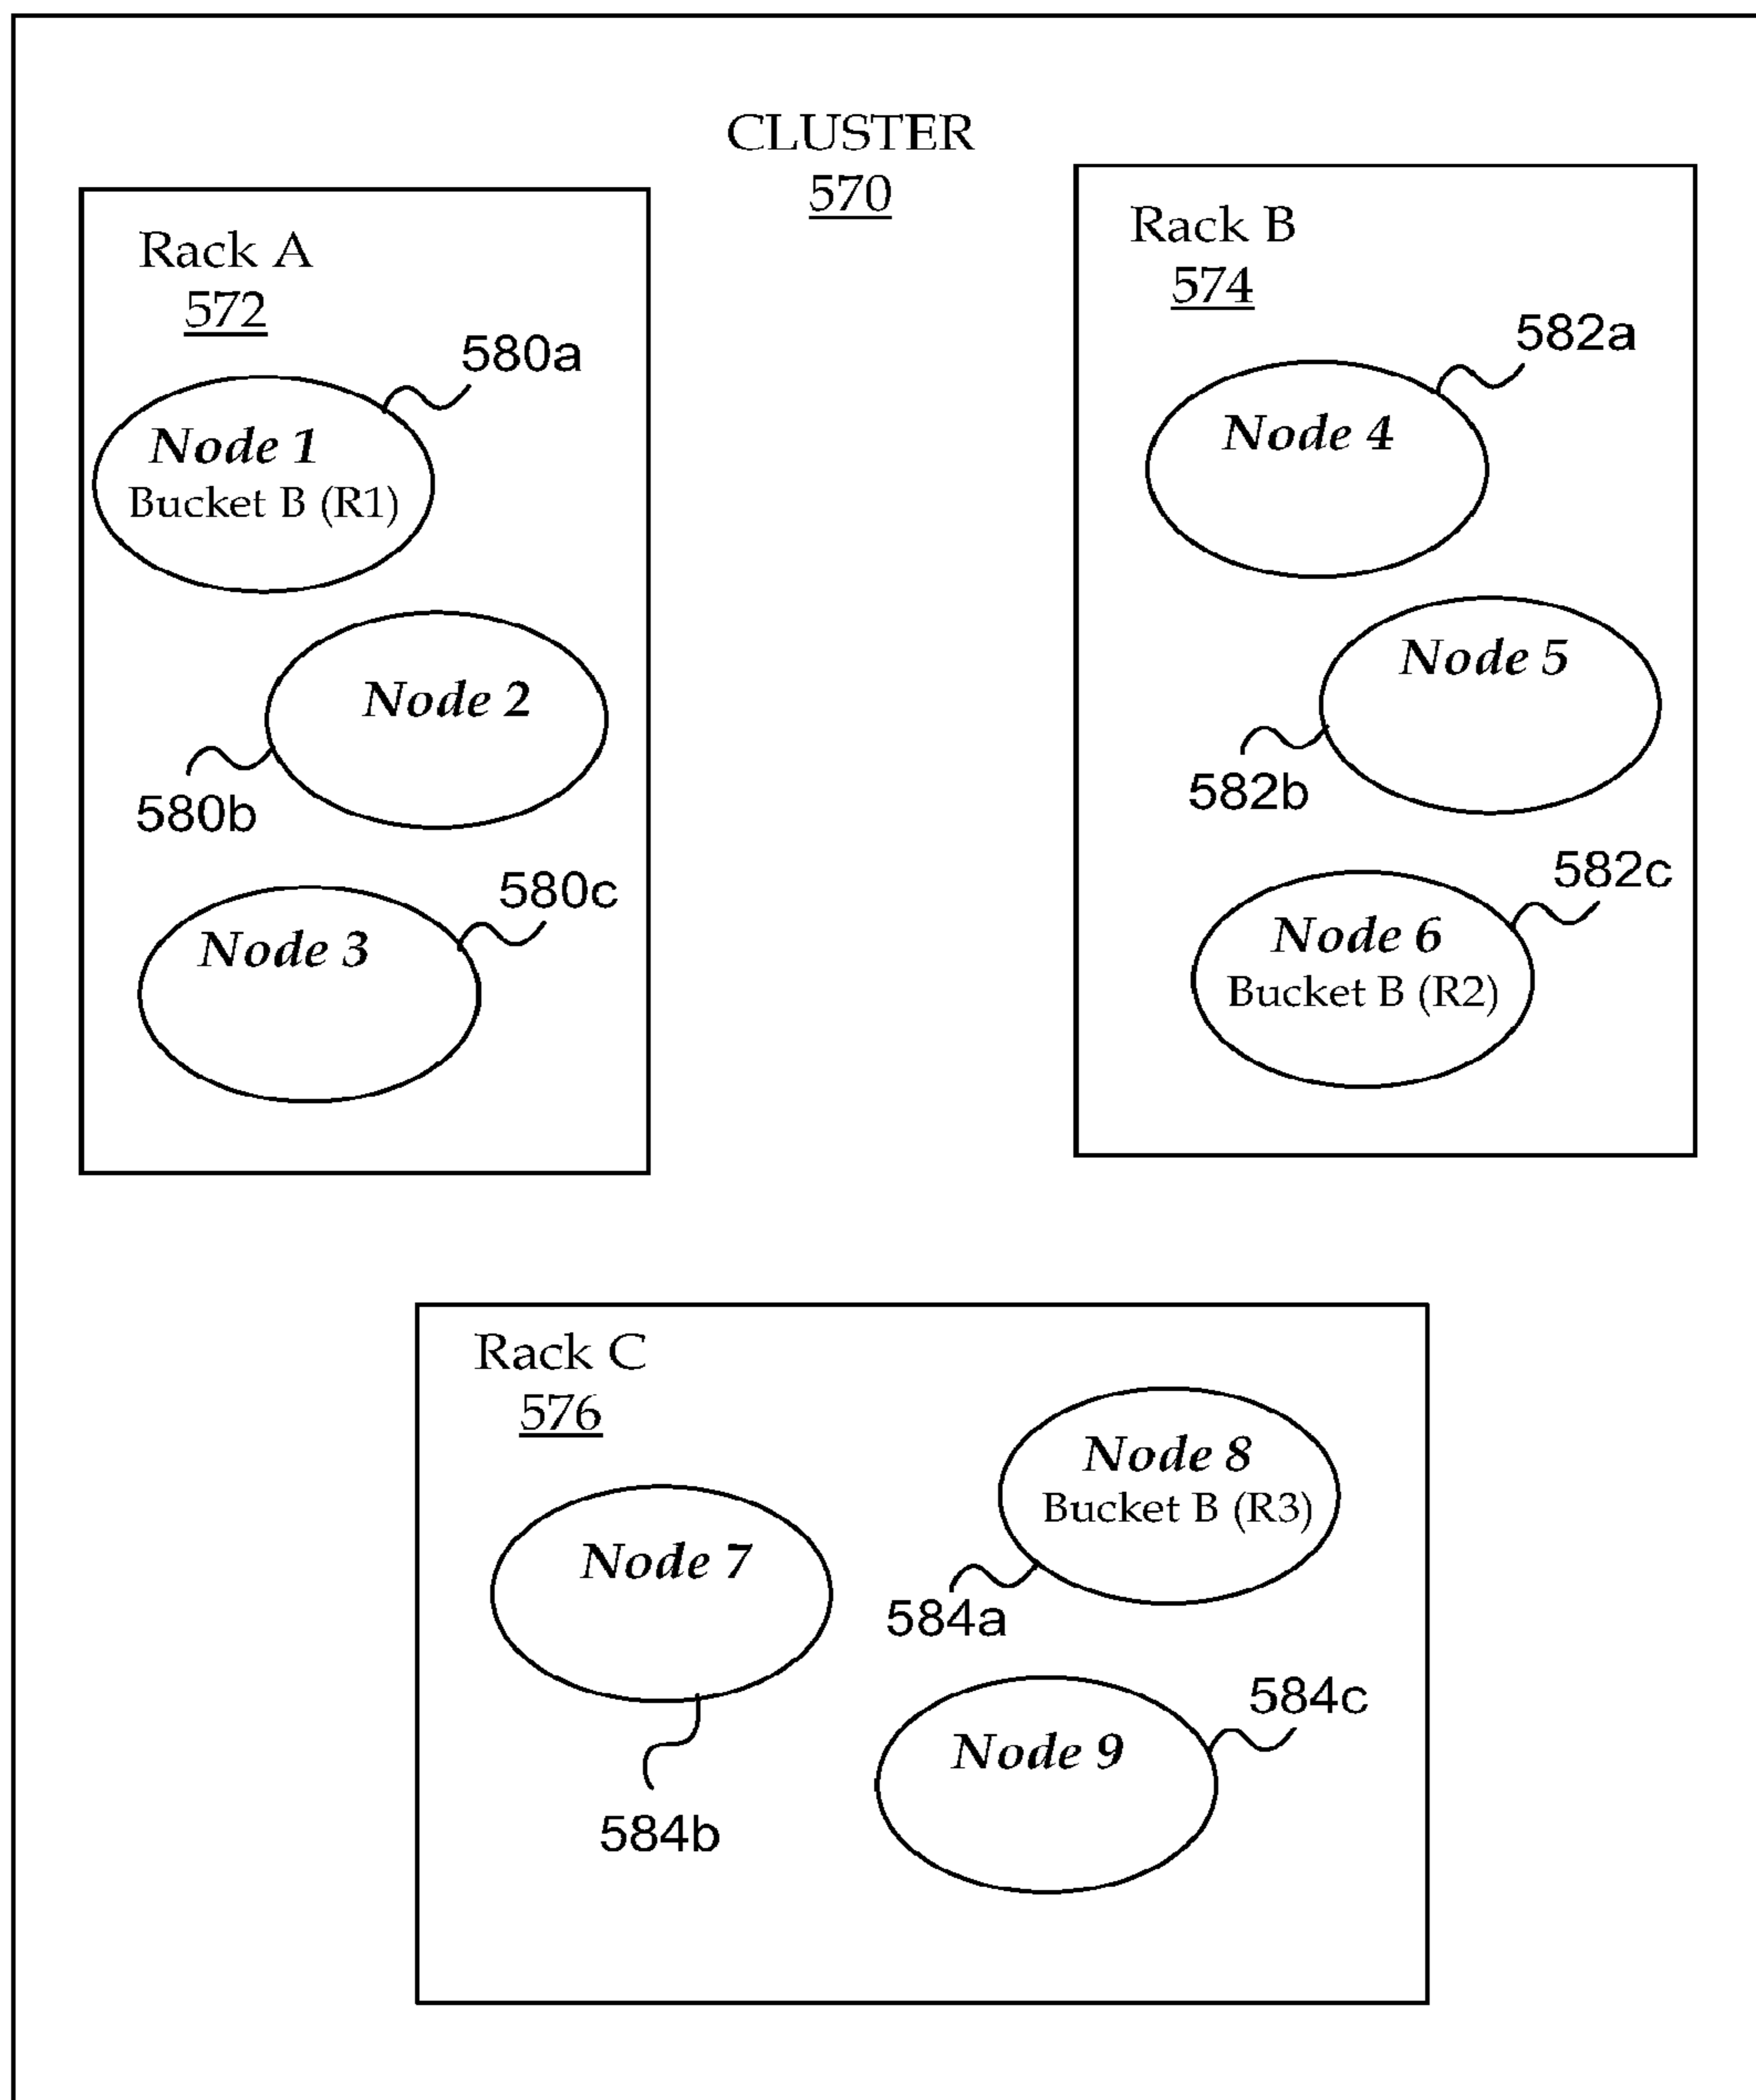 CLUSTER
570
Rack A
572
580a
Node 1
Bucket B (R1)
Node 2
580b
580c
Node 3
Rack B
574
582a
Node 4
Node 5
582b
582c
Node 6
Bucket B (R2)
Rack C
576
Node 8
Bucket B (R3)
Node 7
584a
584c
Node 9
584b